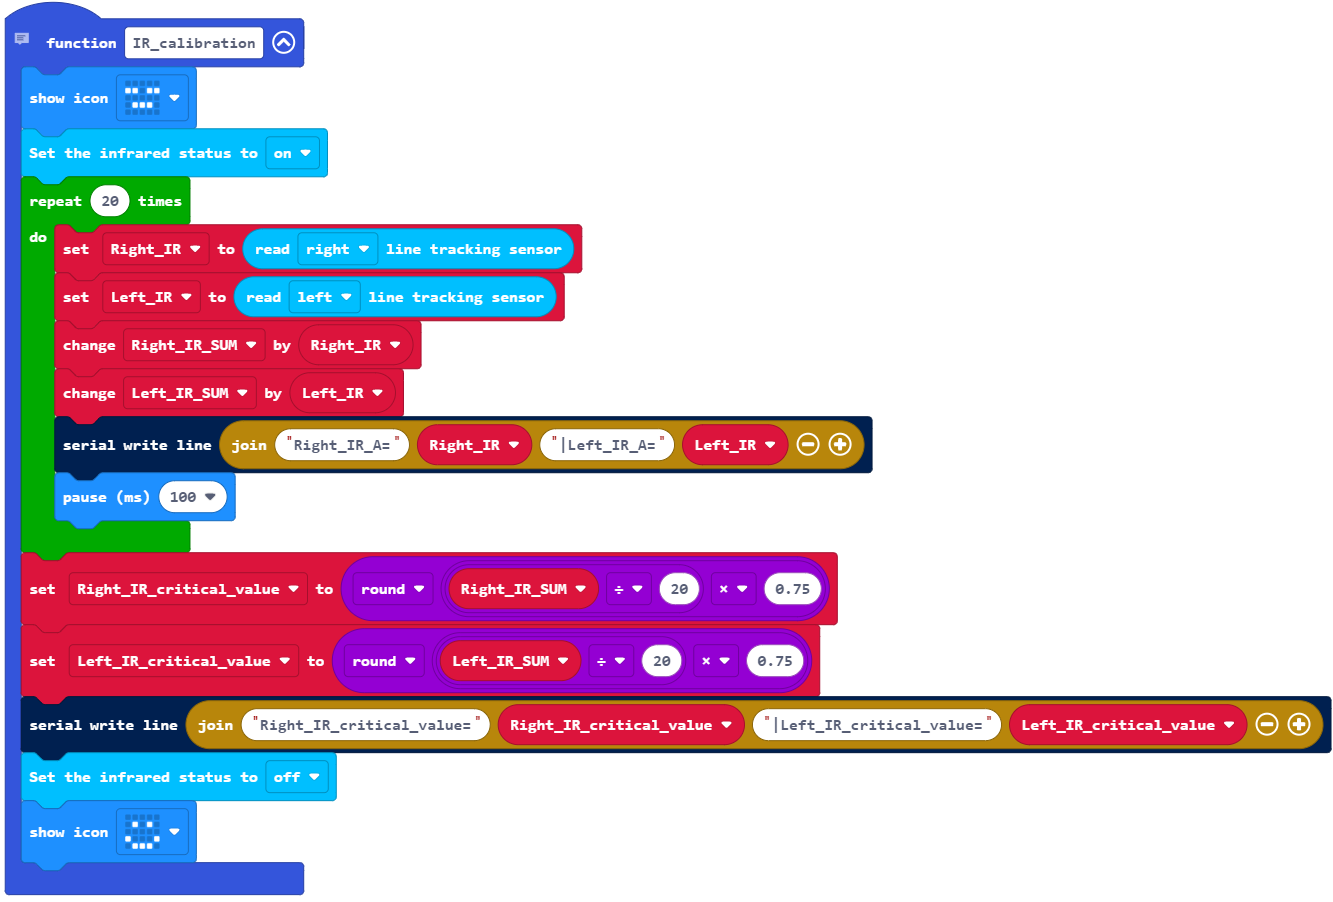 function IR_calibration
show icon
Set the infrared status to on
repeat 20 times
do
set Right_IR to read right line tracking sensor
set Left_IR to read left line tracking sensor
change Right_IR_SUM by Right_IR
change Left_IR_SUM by Left_IR
serial write line join "Right_IR_A=" Right_IR "|Left_IR_A=" Left_IR
pause (ms) 100
set Right_IR_critical_value to round Right_IR_SUM ÷ 20 × 0.75
set Left_IR_critical_value to round Left_IR_SUM ÷ 20 × 0.75
serial write line join "Right_IR_critical_value=" Right_IR_critical_value "|Left_IR_critical_value=" Left_IR_critical_value
Set the infrared status to off
show icon